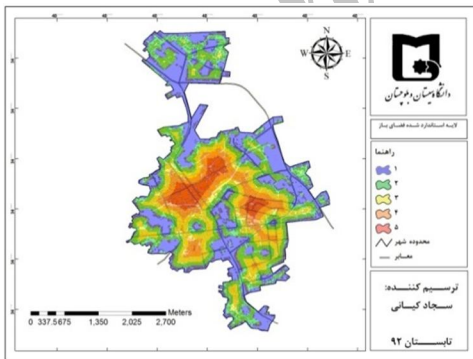 N
W E
S
دانشگاه سیستان و بلوچستان
لایه استاندارد شده فضای باز
راهنما
۱
۲
۳
۴
۵
محدوده شهر
معابر
ترسیم کننده:
سجاد کیانی
تابستان ۹۲
Meters
0 337.5675 1,350 2,025 2,700